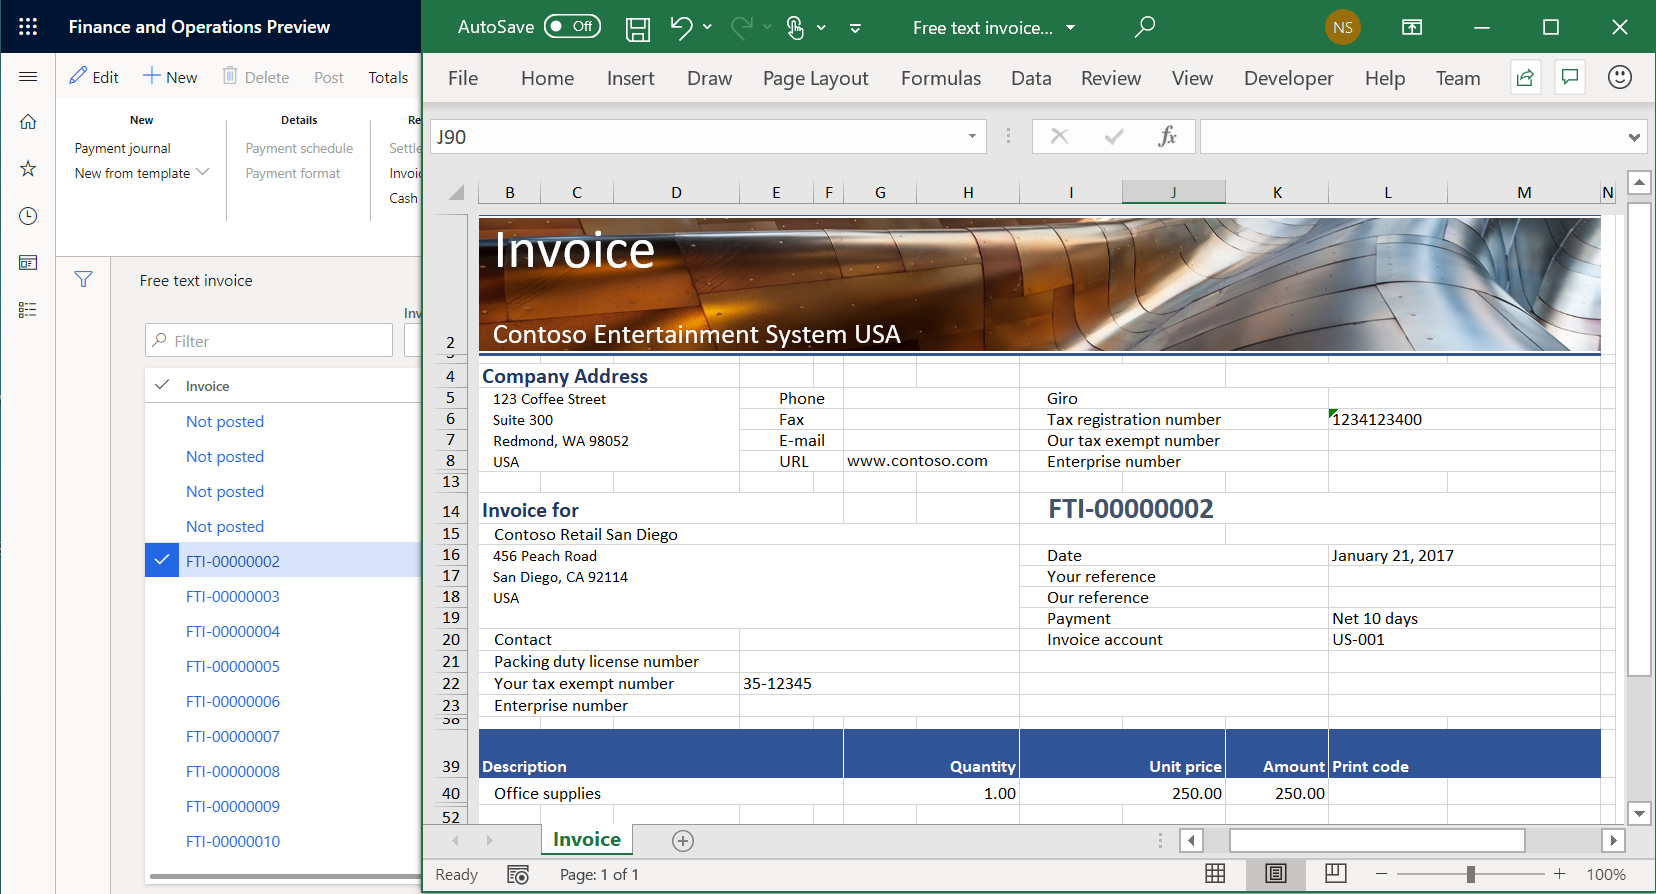 Finance and Operations Preview
Edit New Delete Post Totals
New
Payment journal
New from template
Details
Payment schedule
Payment format
Re
Settle
Invoic
Cash
Free text invoice
Inv
Filter
Invoice
Not posted
Not posted
Not posted
Not posted
FTI-00000002
FTI-00000003
FTI-00000004
FTI-00000005
FTI-00000006
FTI-00000007
FTI-00000008
FTI-00000009
FTI-00000010
AutoSave Off Free text invoice... NS
File Home Insert Draw Page Layout Formulas Data Review View Developer Help Team
J90 fx
B C D E F G H I J K L M N
Invoice
2 Contoso Entertainment System USA
4 Company Address
5 123 Coffee Street Phone Giro
6 Suite 300 Fax Tax registration number 1234123400
7 Redmond, WA 98052 E-mail Our tax exempt number
8 USA URL www.contoso.com Enterprise number
13
14 Invoice for FTI-00000002
15 Contoso Retail San Diego
16 456 Peach Road Date January 21, 2017
17 San Diego, CA 92114 Your reference
18 USA Our reference
19 Payment Net 10 days
20 Contact Invoice account US-001
21 Packing duty license number
22 Your tax exempt number 35-12345
23 Enterprise number
38
39 Description Quantity Unit price Amount Print code
40 Office supplies 1.00 250.00 250.00
52
Invoice
Ready Page: 1 of 1 100%